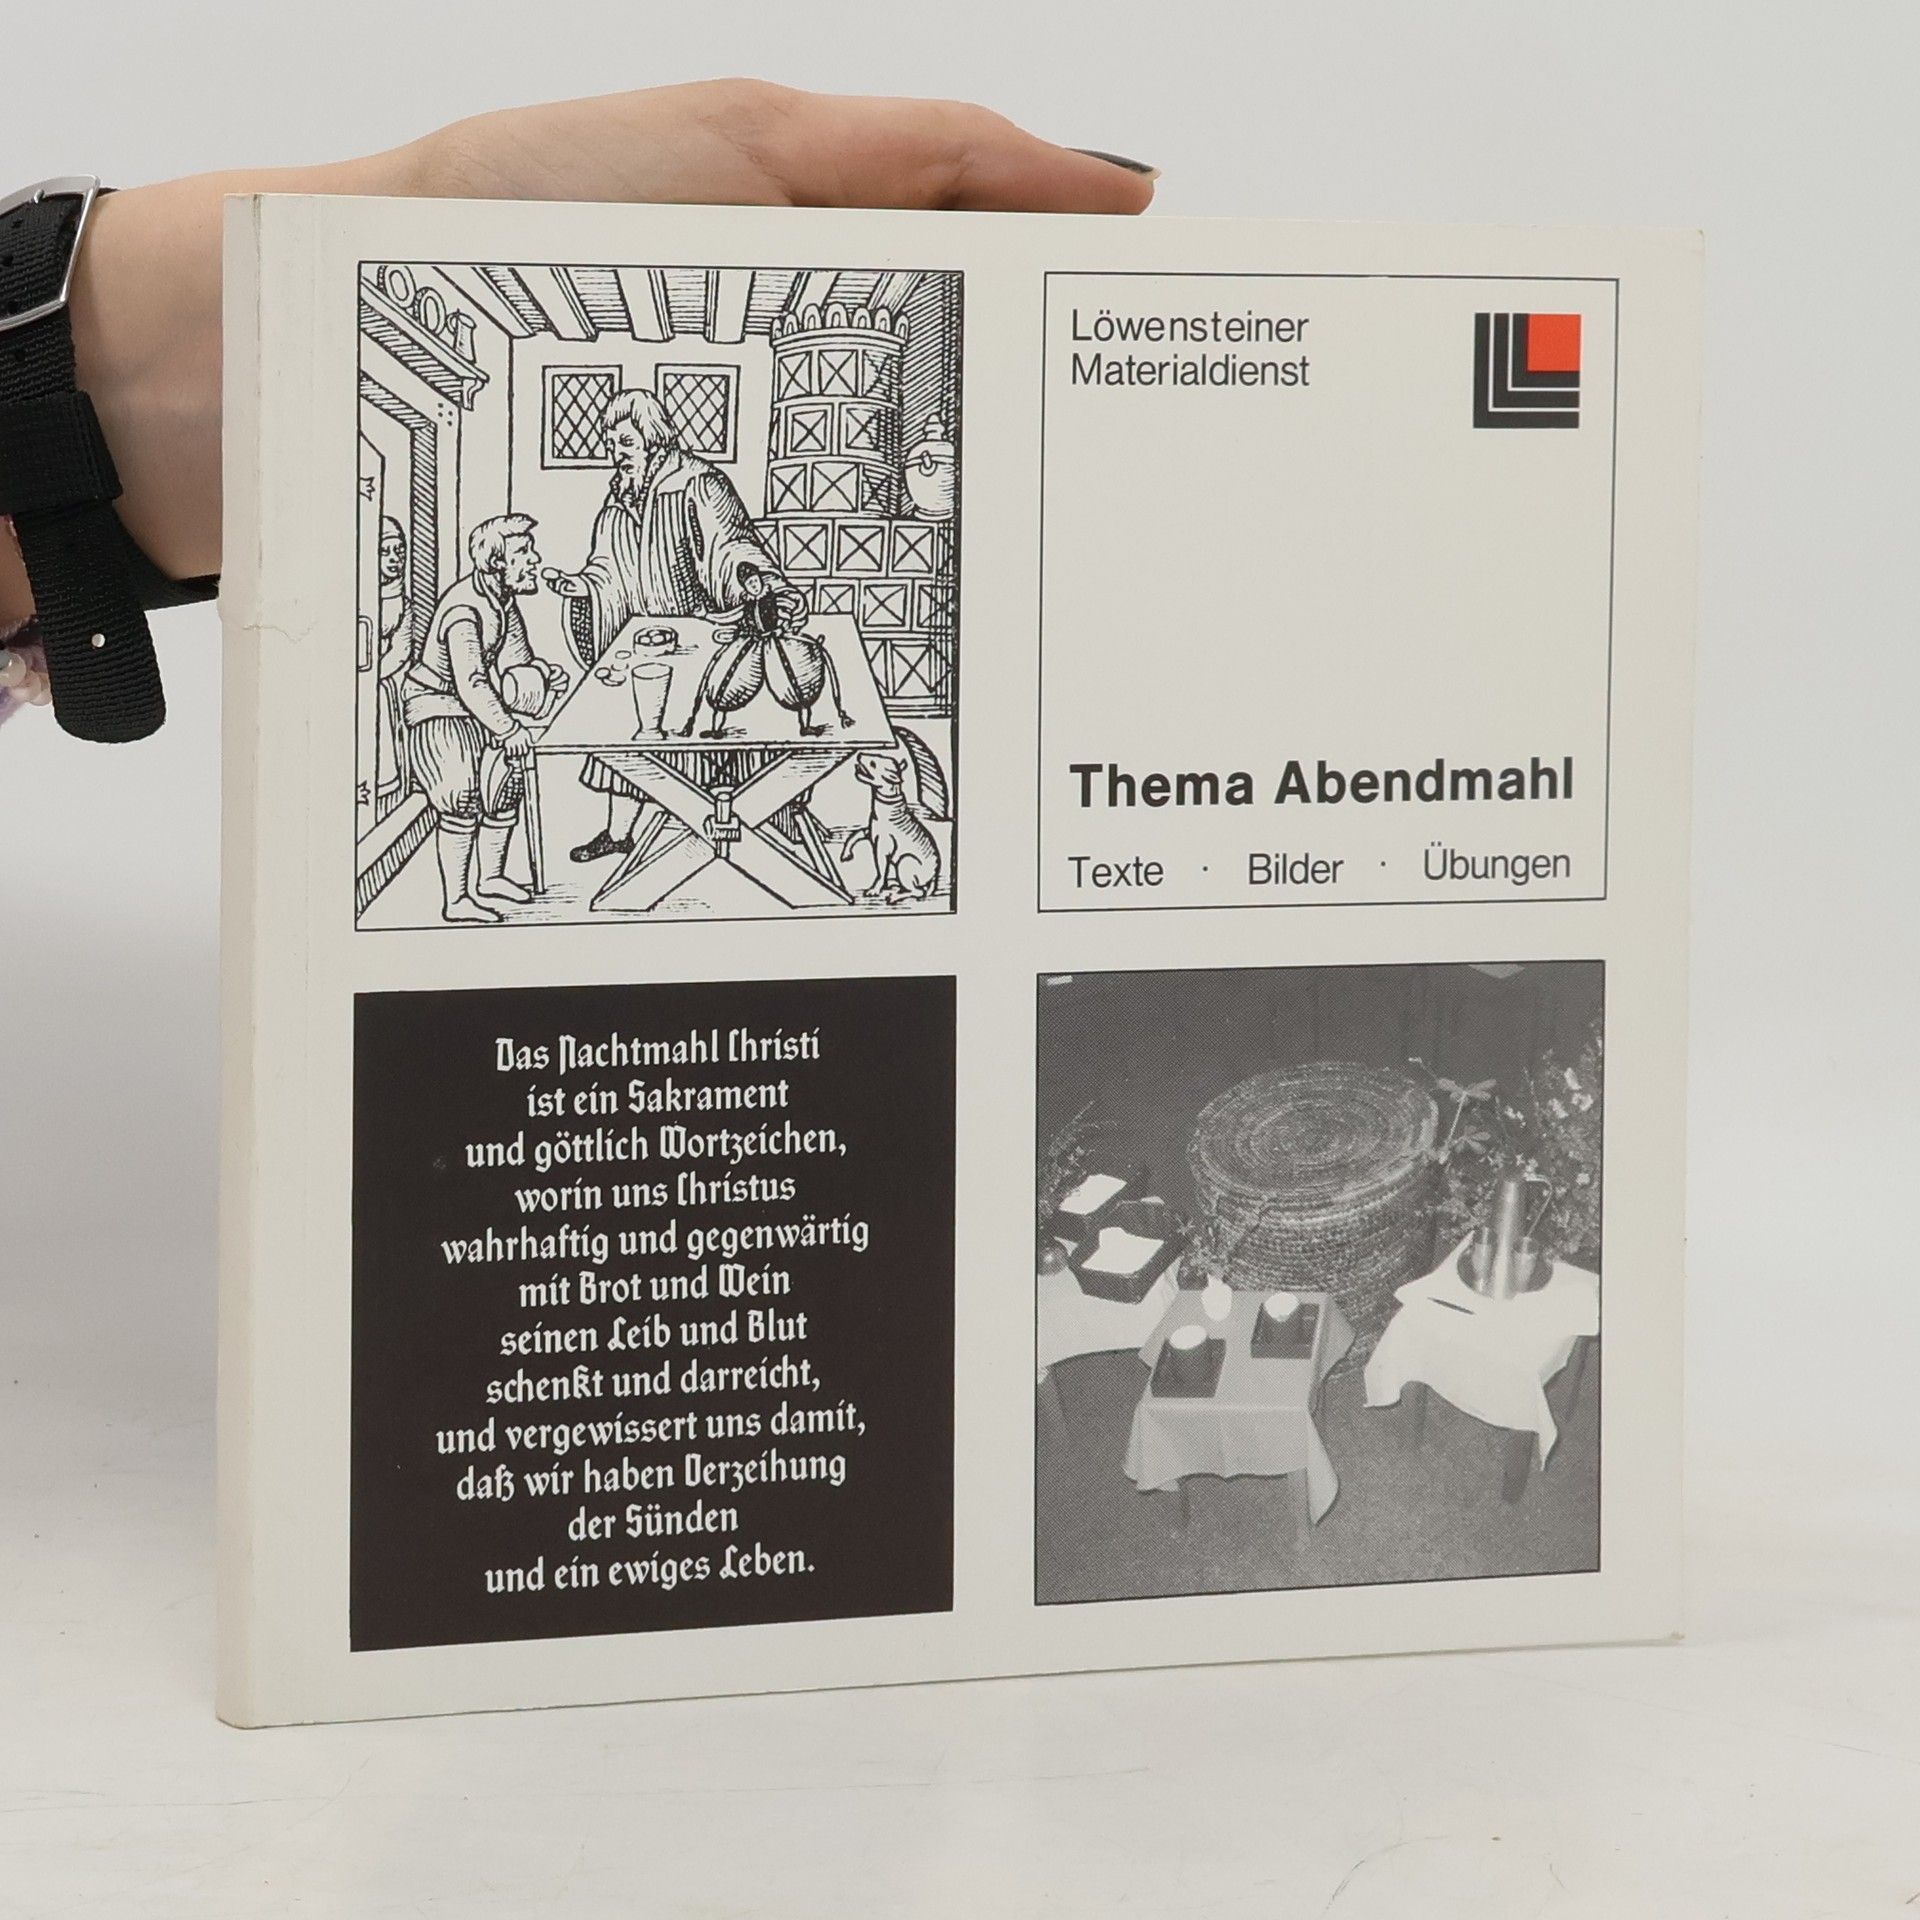 Löwensteiner
Materialdienst
Thema Abendmahl
Texte · Bilder · Übungen
Das Nachtmahl Christi
ist ein Sakrament
und göttlich Wortzeichen,
worin uns Christus
wahrhaftig und gegenwärtig
mit Brot und Wein
seinen Leib und Blut
schenkt und darreicht,
und vergewissert uns damit,
daß wir haben Verzeihung
der Sünden
und ein ewiges Leben.